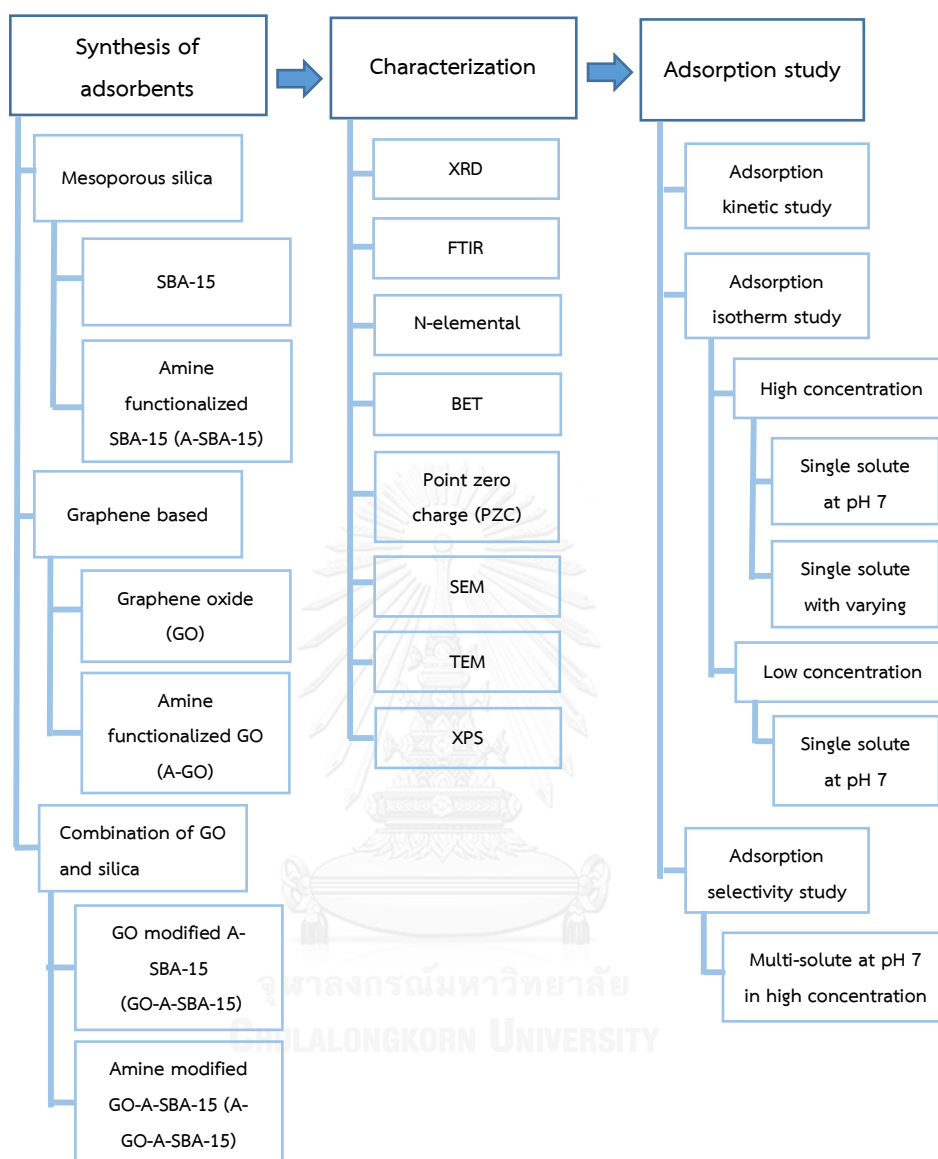 Synthesis of
adsorbents
Mesoporous silica
SBA-15
Amine
functionalized
SBA-15 (A-SBA-15)
Graphene based
Graphene oxide
(GO)
Amine
functionalized GO
(A-GO)
Combination of GO
and silica
GO modified A-
SBA-15
(GO-A-SBA-15)
Amine modified
GO-A-SBA-15 (A-
GO-A-SBA-15)
Characterization
XRD
FTIR
N-elemental
BET
Point zero
charge (PZC)
SEM
TEM
XPS
Adsorption study
Adsorption
kinetic study
Adsorption
isotherm study
High concentration
Single solute
at pH 7
Single solute
with varying
Low concentration
Single solute
at pH 7
Adsorption
selectivity study
Multi-solute at pH 7
in high concentration
จุฬาลงกรณ์มหาวิทยาลัย
CHULALONGKORN UNIVERSITY